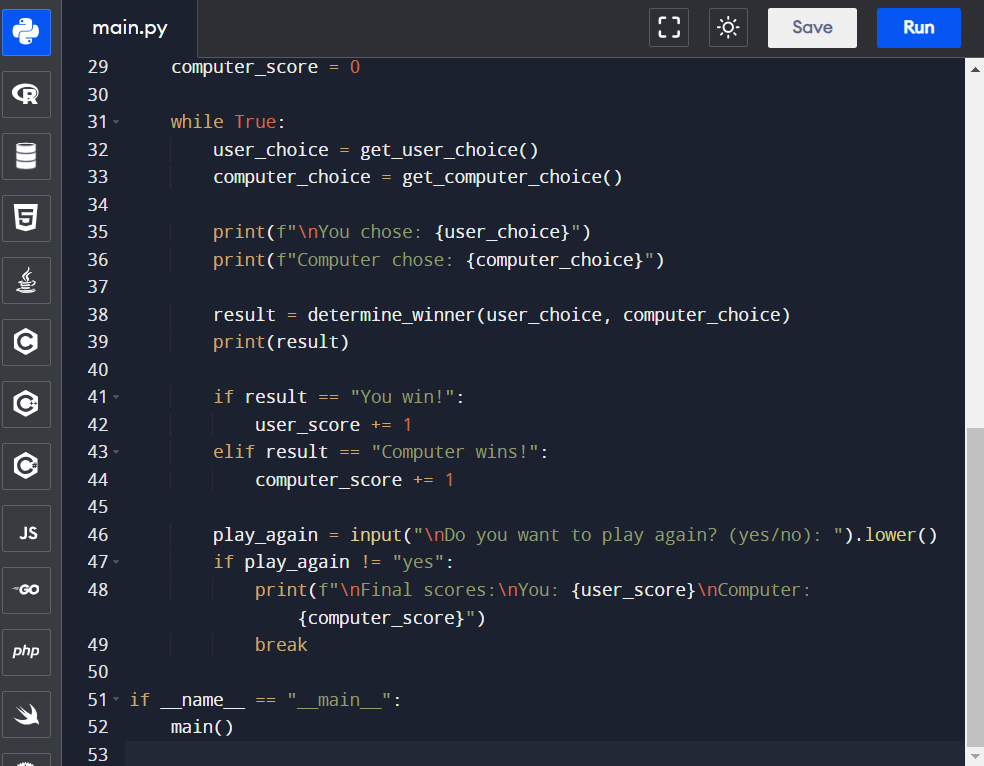 main.py
Save
Run
R
5
C
C+
C#
JS
GO
php
29     computer_score = 0
30
31     while True:
32         user_choice = get_user_choice()
33         computer_choice = get_computer_choice()
34
35         print(f"\nYou chose: {user_choice}")
36         print(f"Computer chose: {computer_choice}")
37
38         result = determine_winner(user_choice, computer_choice)
39         print(result)
40
41         if result == "You win!":
42             user_score += 1
43         elif result == "Computer wins!":
44             computer_score += 1
45
46         play_again = input("\nDo you want to play again? (yes/no): ").lower()
47         if play_again != "yes":
48             print(f"\nFinal scores:\nYou: {user_score}\nComputer:
                {computer_score}")
49             break
50
51 if __name__ == "__main__":
52     main()
53